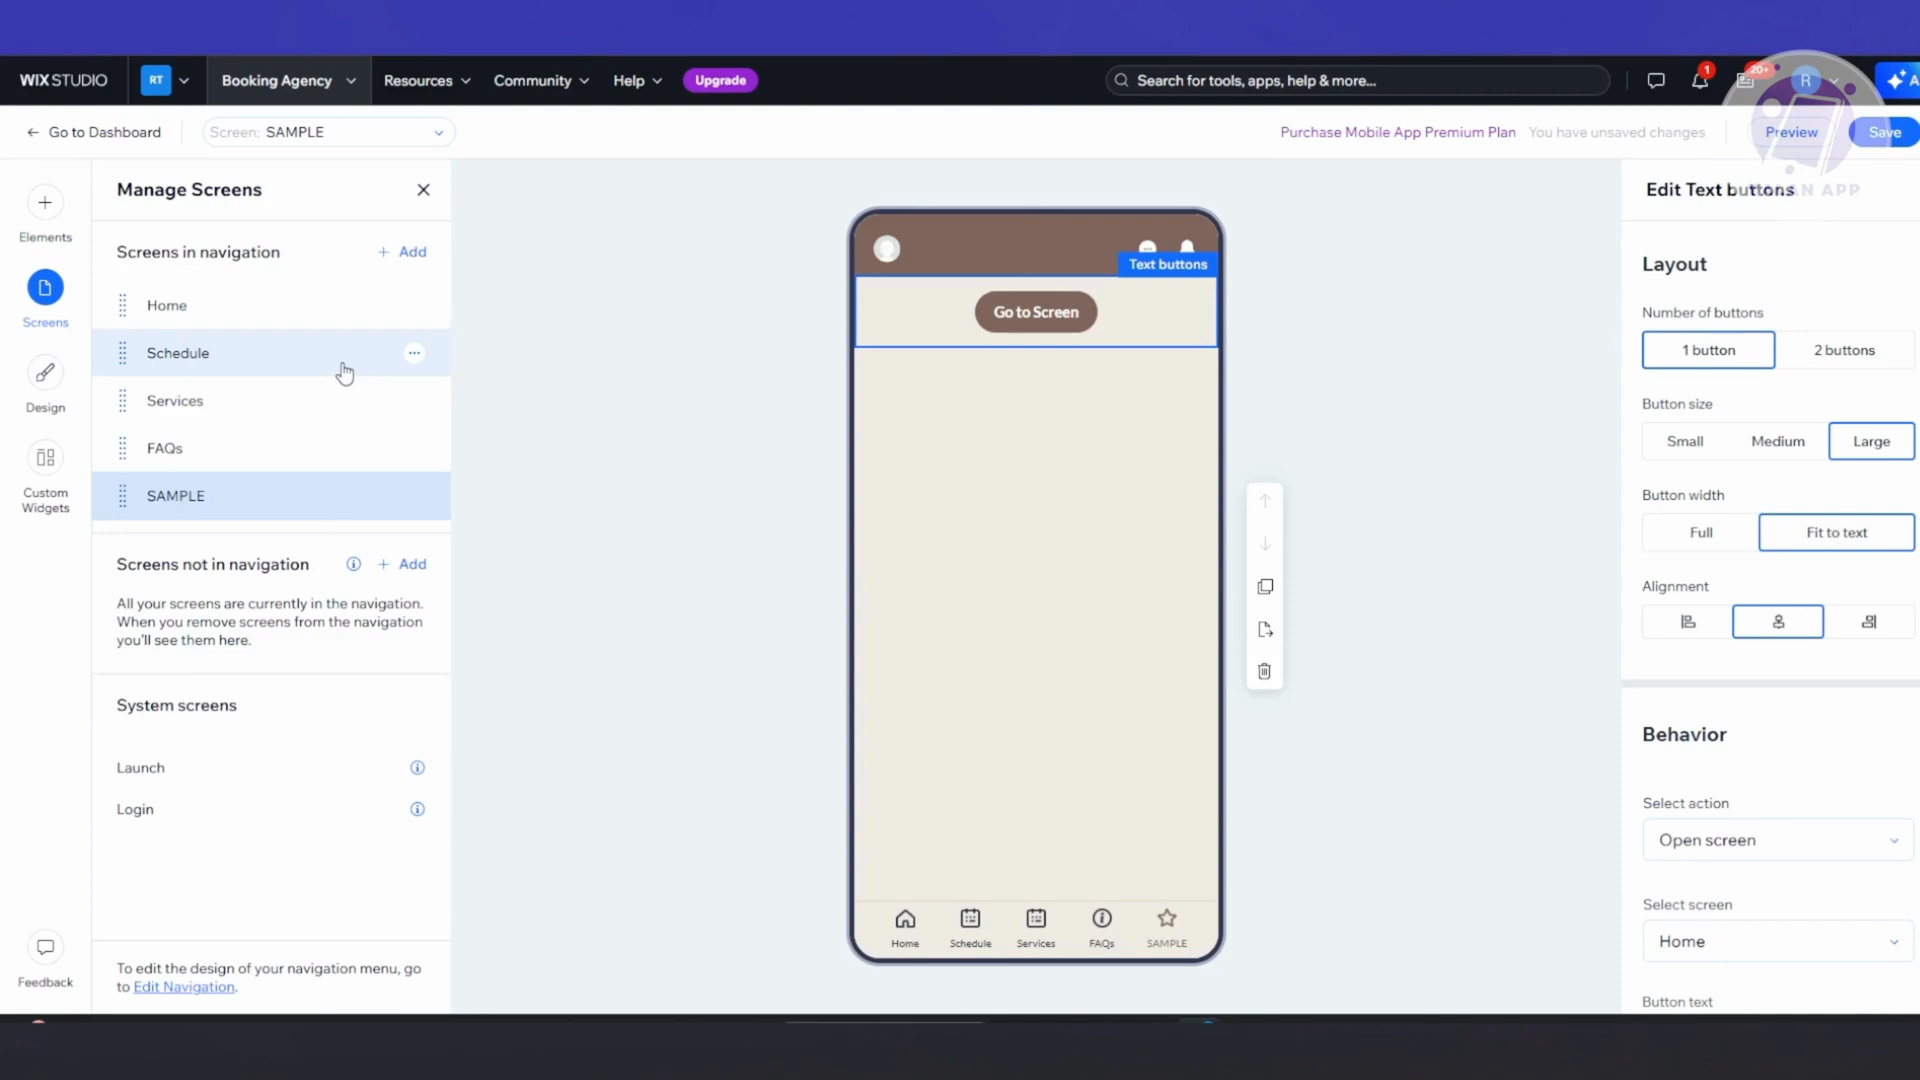 WIX STUDIO
RT
Booking Agency
Resources
Community
Help
Upgrade
Search for tools, apps, help & more...
1
20+
R
A
Go to Dashboard
Screen: SAMPLE
Purchase Mobile App Premium Plan
You have unsaved changes
Preview
Save
Elements
Screens
Design
Custom
Widgets
Feedback
Manage Screens
Screens in navigation
+ Add
Home
Schedule
Services
FAQs
SAMPLE
Screens not in navigation
+ Add
All your screens are currently in the navigation.
When you remove screens from the navigation
you'll see them here.
System screens
Launch
Login
To edit the design of your navigation menu, go
to Edit Navigation.
Text buttons
Go to Screen
Home
Schedule
Services
FAQs
SAMPLE
Edit Text buttons
AN APP
Layout
Number of buttons
1 button
2 buttons
Button size
Small
Medium
Large
Button width
Full
Fit to text
Alignment
Behavior
Select action
Open screen
Select screen
Home
Button text